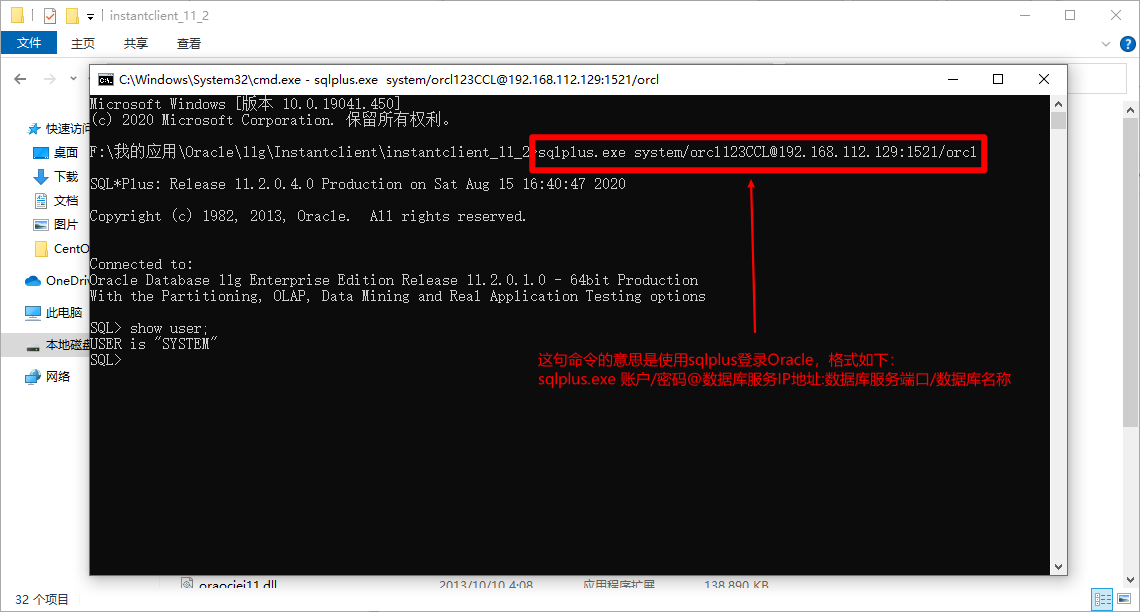 instantclient_11_2
文件 主页 共享 查看
C:\Windows\System32\cmd.exe - sqlplus.exe  system/orcl123CCL@192.168.112.129:1521/orcl
Microsoft Windows [版本 10.0.19041.450]
(c) 2020 Microsoft Corporation. 保留所有权利。
F:\我的应用\Oracle\11g\Instantclient\instantclient_11_2>sqlplus.exe system/orcl123CCL@192.168.112.129:1521/orcl
SQL*Plus: Release 11.2.0.4.0 Production on Sat Aug 15 16:40:47 2020
Copyright (c) 1982, 2013, Oracle.  All rights reserved.
Connected to:
Oracle Database 11g Enterprise Edition Release 11.2.0.1.0 - 64bit Production
With the Partitioning, OLAP, Data Mining and Real Application Testing options
SQL> show user;
USER is "SYSTEM"
SQL>
这句命令的意思是使用sqlplus登录Oracle，格式如下：
sqlplus.exe 账户/密码@数据库服务IP地址:数据库服务端口/数据库名称
快速访问
桌面
下载
文档
图片
CentO
OneDri
此电脑
本地磁盘
网络
oraociei11.dll 2013/10/10 4:08 应用程序扩展 138,890 KB
32 个项目